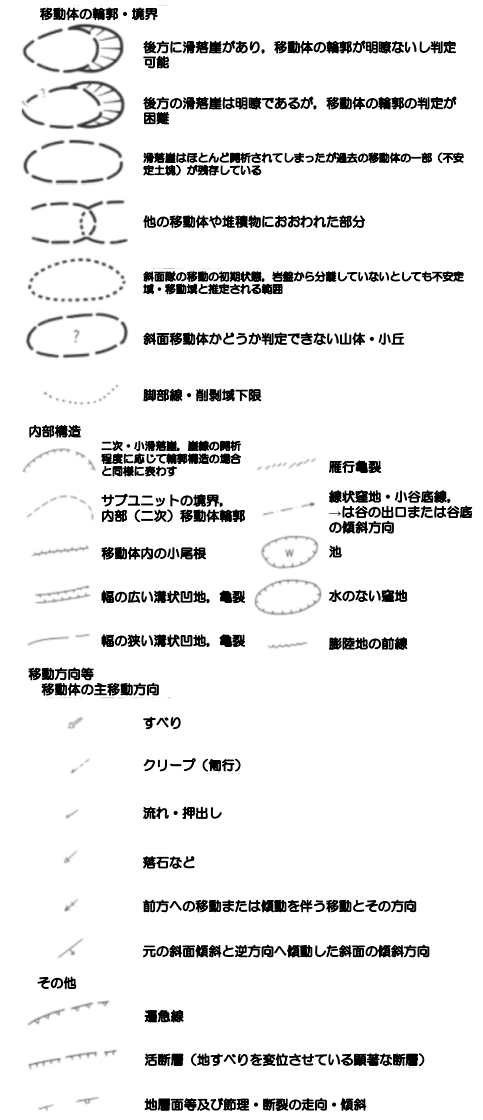 移動体の輪郭・境界
後方に滑落崖があり，移動体の輪郭が明瞭ないし判定
可能
?
後方の滑落崖は明瞭であるが，移動体の輪郭の判定が
困難
滑落崖はほとんど開析されてしまったが過去の移動体の一部（不安
定土塊）が残存している
他の移動体や堆積物におおわれた部分
斜面隊の移動の初期状態，岩盤から分離していないとしても不安定
域・移動域と推定される範囲
?
斜面移動体かどうか判定できない山体・小丘
脚部線・削剥域下限
内部構造
二次・小滑落崖，崖線の開析
程度に応じて輪郭構造の場合
と同様に表わす
雁行亀裂
サブユニットの境界，
内部（二次）移動体輪郭
線状窪地・小谷底線，
→は谷の出口または谷底
の傾斜方向
移動体内の小尾根
W
池
幅の広い溝状凹地，亀裂
水のない窪地
幅の狭い溝状凹地，亀裂
膨陸地の前線
移動方向等
移動体の主移動方向
すべり
クリープ（匍行）
流れ・押出し
落石など
前方への移動または傾動を伴う移動とその方向
元の斜面傾斜と逆方向へ傾動した斜面の傾斜方向
その他
遷急線
活断層（地すべりを変位させている顕著な断層）
地層面等及び節理・断裂の走向・傾斜